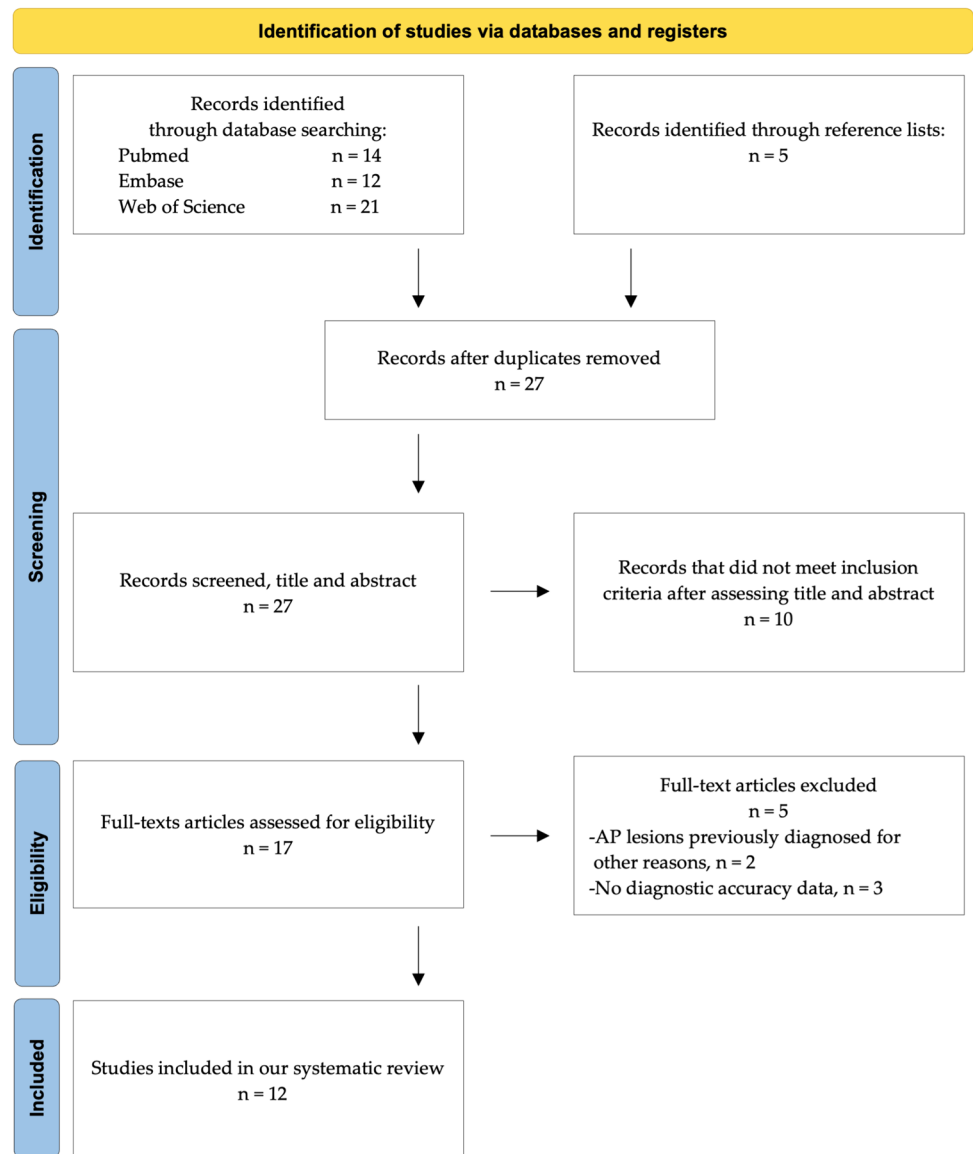 Identification of studies via databases and registers
Identification
Records identified
through database searching:
Pubmed n = 14
Embase n = 12
Web of Science n = 21
Records identified through reference lists:
n = 5
Screening
Records after duplicates removed
n = 27
Records screened, title and abstract
n = 27
Records that did not meet inclusion
criteria after assessing title and abstract
n = 10
Eligibility
Full-texts articles assessed for eligibility
n = 17
Full-text articles excluded
n = 5
-AP lesions previously diagnosed for
other reasons, n = 2
-No diagnostic accuracy data, n = 3
Included
Studies included in our systematic review
n = 12